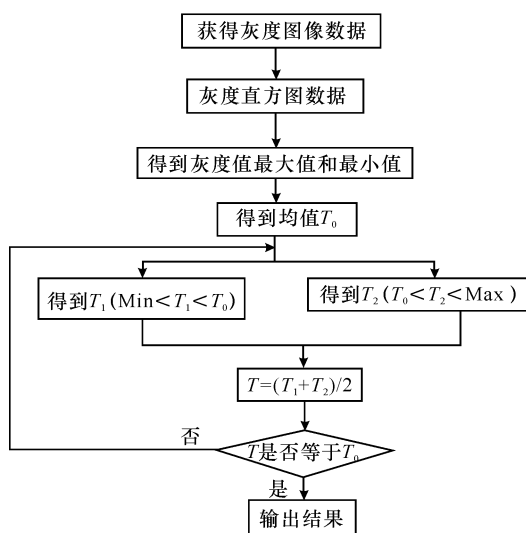 获得灰度图像数据
灰度直方图数据
得到灰度值最大值和最小值
得到均值T₀
得到T₁(Min<T₁<T₀)
得到T₂(T₀<T₂<Max)
T=(T₁+T₂)/2
否
T是否等于T₀
是
输出结果